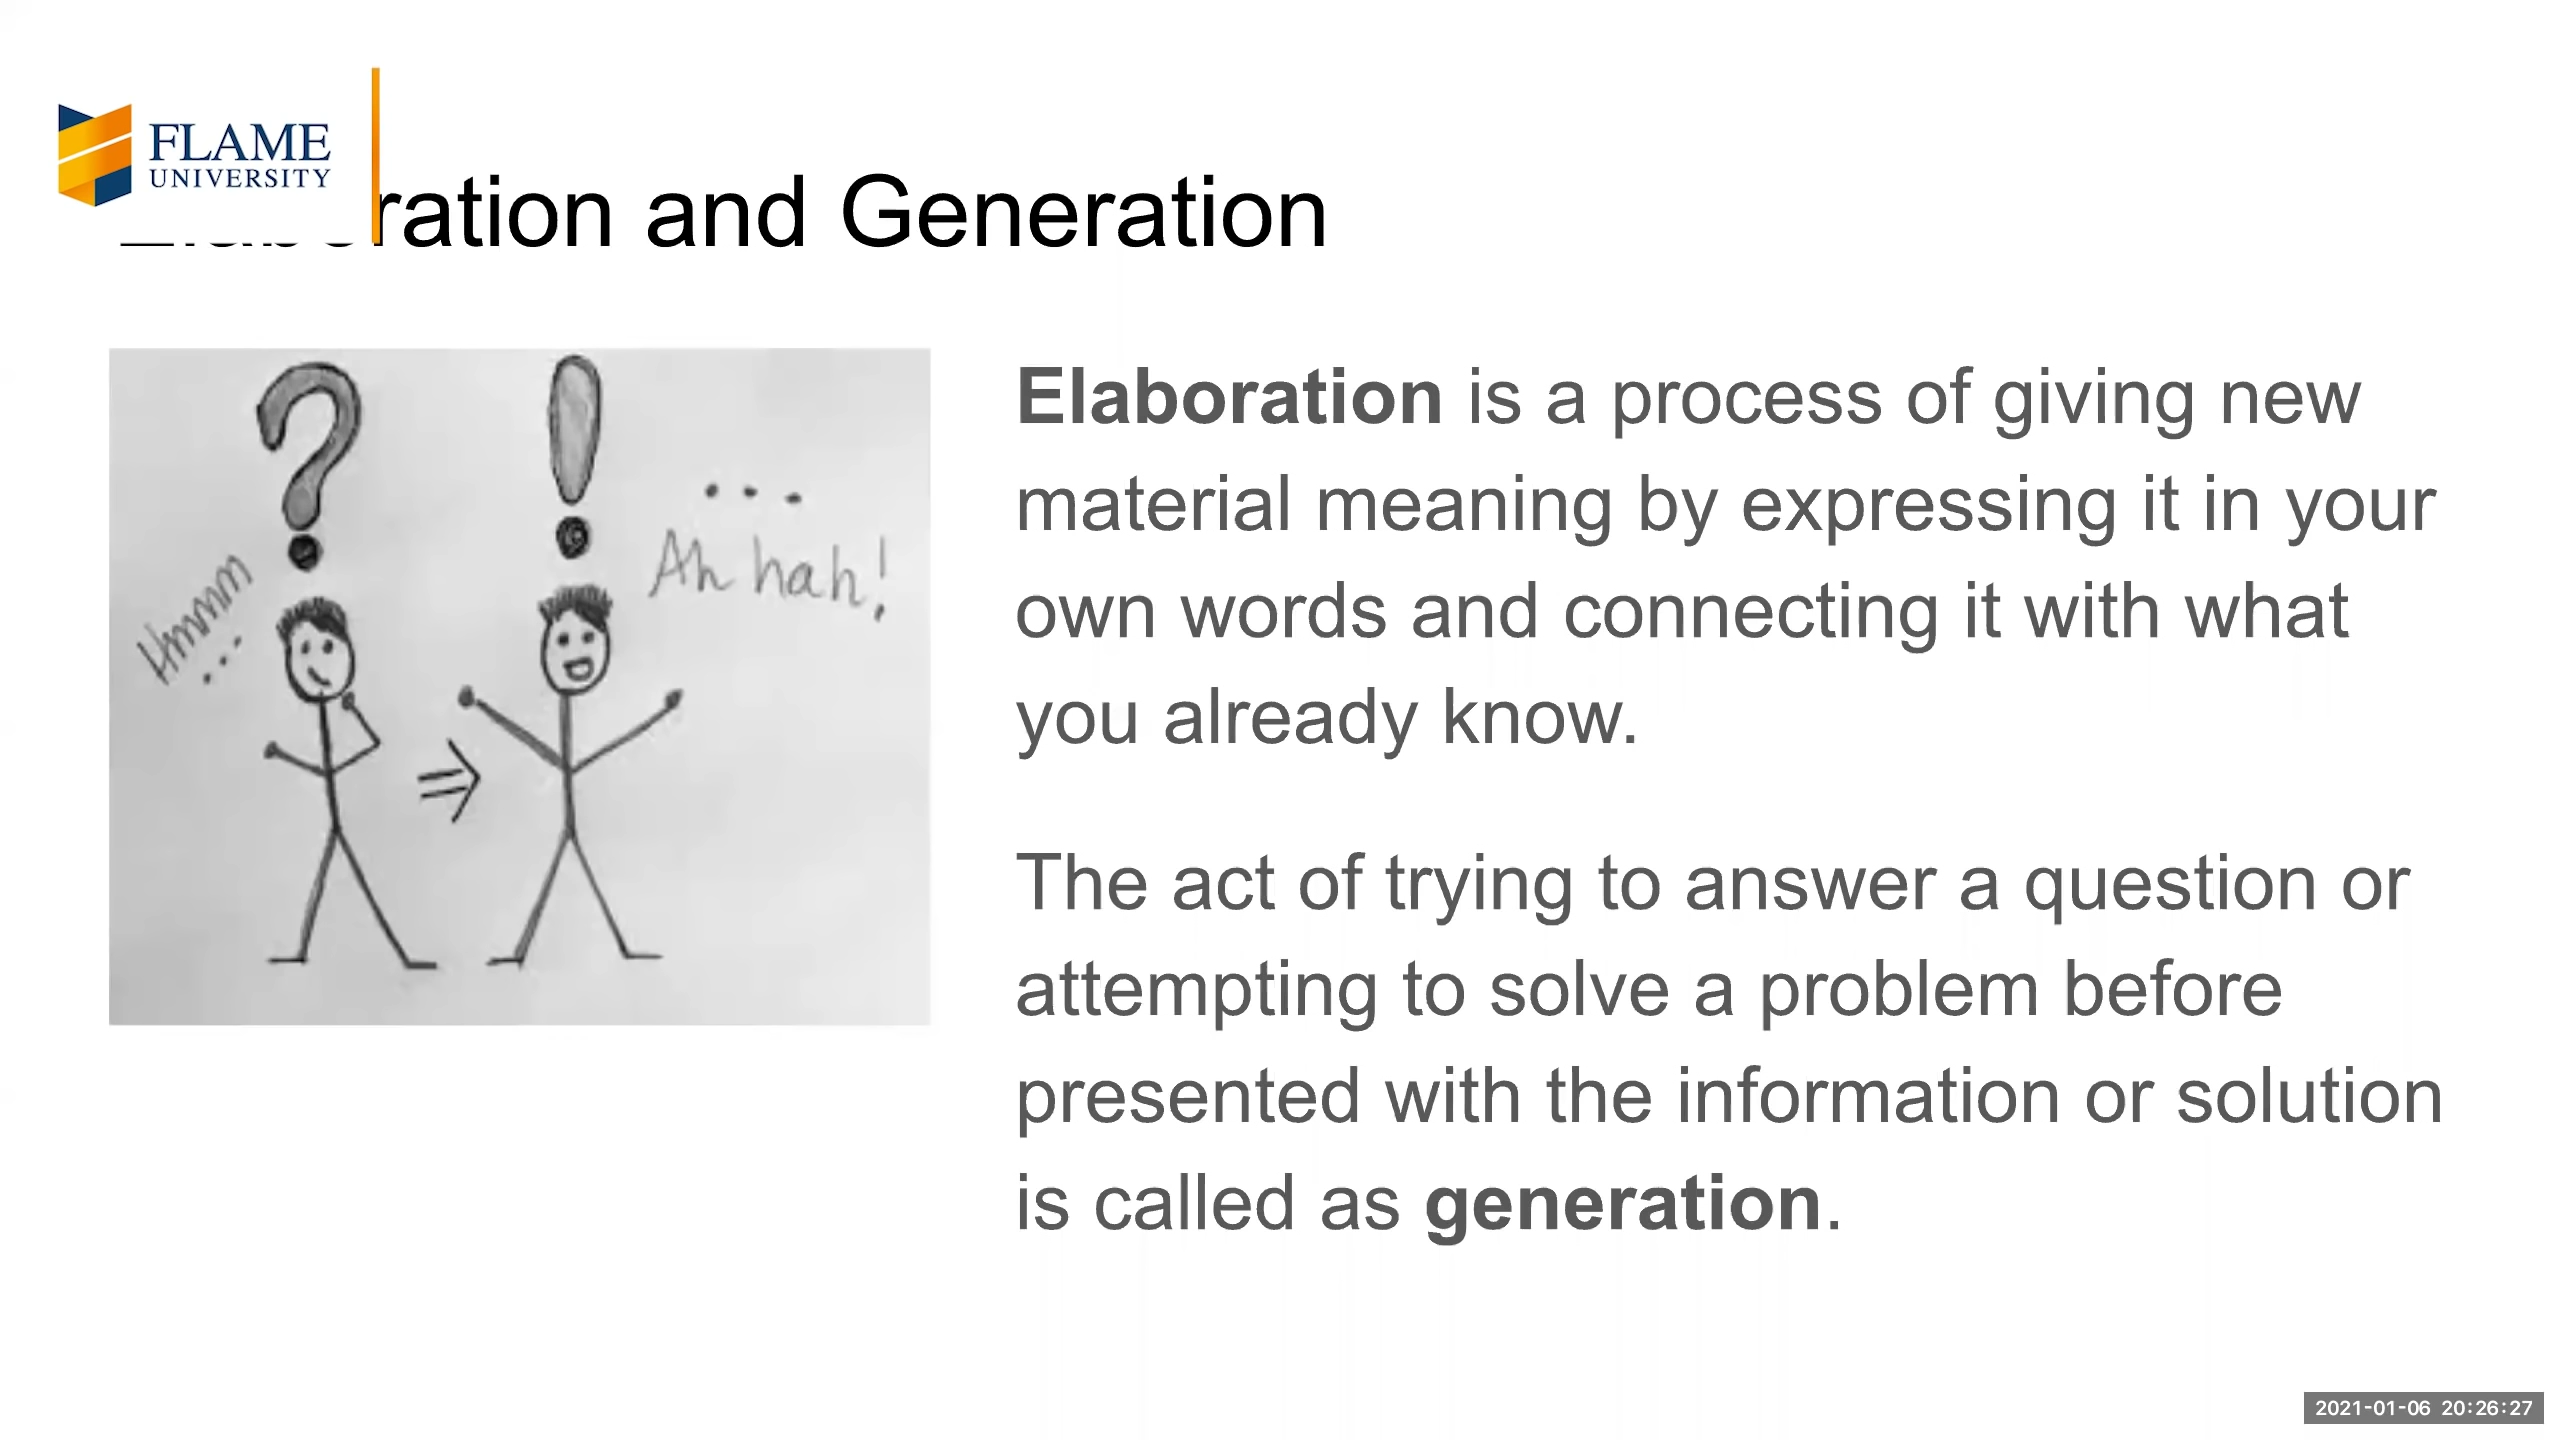 FLAME
UNIVERSITY
ration and Generation
Hmmm
...
...
Ah hah!
Elaboration is a process of giving new
material meaning by expressing it in your
own words and connecting it with what
you already know.
The act of trying to answer a question or
attempting to solve a problem before
presented with the information or solution
is called as generation.
2021-01-06 20:26:27